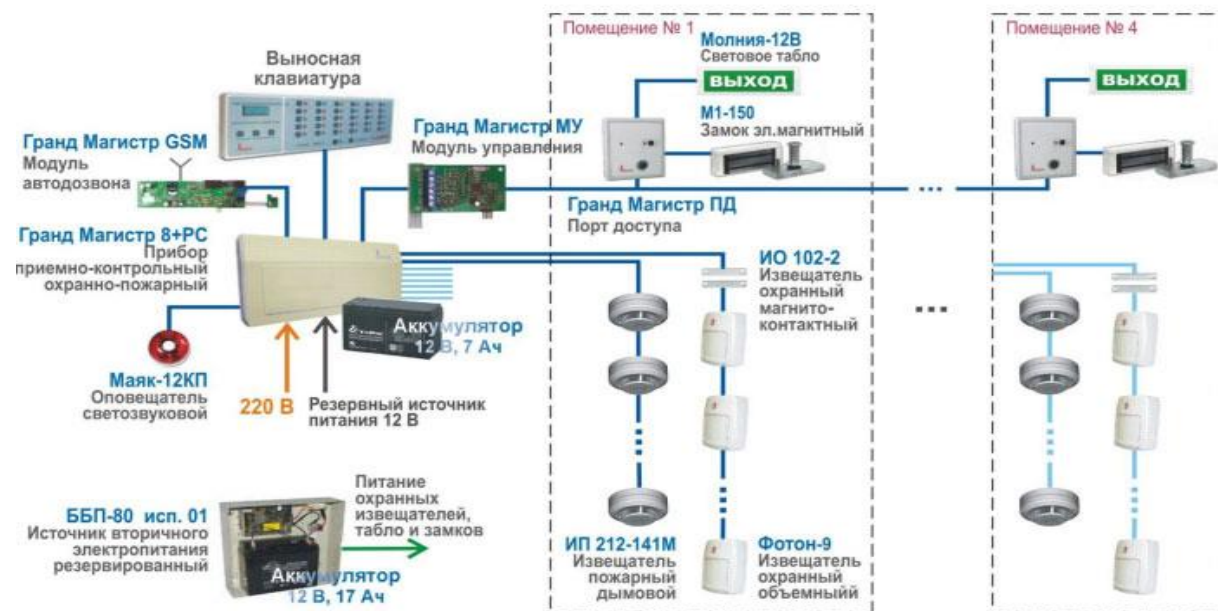 Помещение № 1
Помещение № 4
Молния-12В
Световое табло
ВЫХОД
ВЫХОД
Выносная
клавиатура
М1-150
Замок эл.магнитный
Гранд Магистр GSM
Модуль
автодозвона
Гранд Магистр МУ
Модуль управления
Гранд Магистр ПД
Порт доступа
Гранд Магистр 8+РС
Прибор
приемно-контрольный
охранно-пожарный
ИО 102-2
Извещатель
охранный
магнито-
контактный
Аккумулятор
12 В, 7 Ач
Маяк-12КП
Оповещатель
светозвуковой
220 В
Резервный источник
питания 12 В
Питание
охранных
извещателей,
табло и замков
ББП-80 исп. 01
Источник вторичного
электропитания
резервированный
Аккумулятор
12 В, 17 Ач
ИП 212-141М
Извещатель
пожарный
дымовой
Фотон-9
Извещатель
охранный
объемныйй